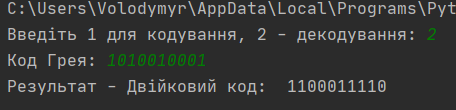 C:\Users\Volodymyr\AppData\Local\Programs\Pyt
Введіть 1 для кодування, 2 - декодування: 2
Код Грея: 1010010001
Результат - Двійковий код:  1100011110